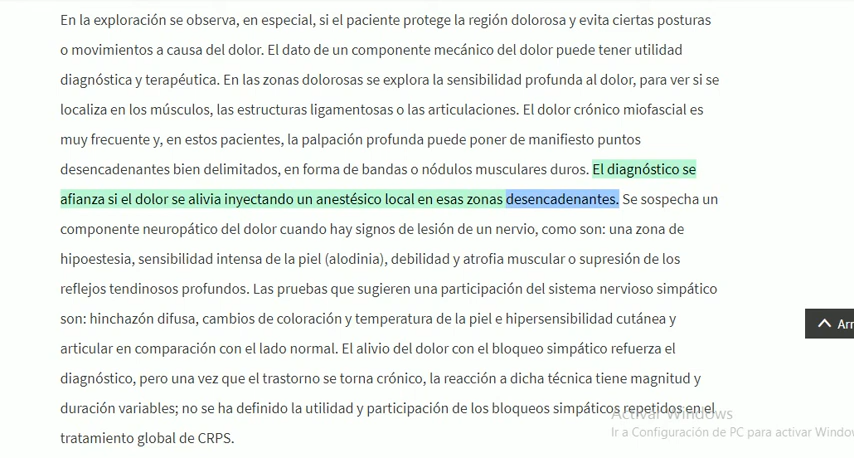 En la exploración se observa, en especial, si el paciente protege la región dolorosa y evita ciertas posturas
o movimientos a causa del dolor. El dato de un componente mecánico del dolor puede tener utilidad
diagnóstica y terapéutica. En las zonas dolorosas se explora la sensibilidad profunda al dolor, para ver si se
localiza en los músculos, las estructuras ligamentosas o las articulaciones. El dolor crónico miofascial es
muy frecuente y, en estos pacientes, la palpación profunda puede poner de manifiesto puntos
desencadenantes bien delimitados, en forma de bandas o nódulos musculares duros. El diagnóstico se
afianza si el dolor se alivia inyectando un anestésico local en esas zonas desencadenantes. Se sospecha un
componente neuropático del dolor cuando hay signos de lesión de un nervio, como son: una zona de
hipoestesia, sensibilidad intensa de la piel (alodinia), debilidad y atrofia muscular o supresión de los
reflejos tendinosos profundos. Las pruebas que sugieren una participación del sistema nervioso simpático
son: hinchazón difusa, cambios de coloración y temperatura de la piel e hipersensibilidad cutánea y
articular en comparación con el lado normal. El alivio del dolor con el bloqueo simpático refuerza el
diagnóstico, pero una vez que el trastorno se torna crónico, la reacción a dicha técnica tiene magnitud y
duración variables; no se ha definido la utilidad y participación de los bloqueos simpáticos repetidos en el
tratamiento global de CRPS.
Arr
Activar Windows
Ir a Configuración de PC para activar Window